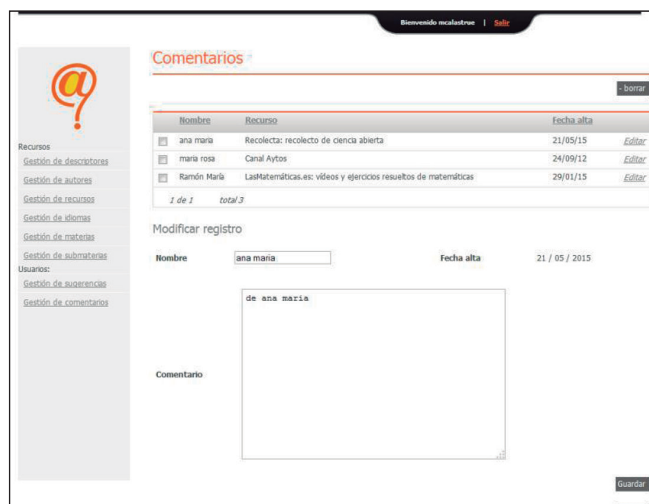 Bienvenido mcalastrue | Salir
Comentarios
- borrar
Nombre Recurso Fecha alta
ana maria Recolecta: recolecto de ciencia abierta 21/05/15 Editar
maria rosa Canal Aytos 24/09/12 Editar
Ramón María LasMatemáticas.es: vídeos y ejercicios resueltos de matemáticas 29/01/15 Editar
1 de 1 total 3
Recursos
Gestión de descriptores
Gestión de autores
Gestión de recursos
Gestión de idiomas
Gestión de materias
Gestión de submaterias
Usuarios:
Gestión de sugerencias
Gestión de comentarios
Modificar registro
Nombre ana maria Fecha alta 21 / 05 / 2015
de ana maria
Comentario
Guardar